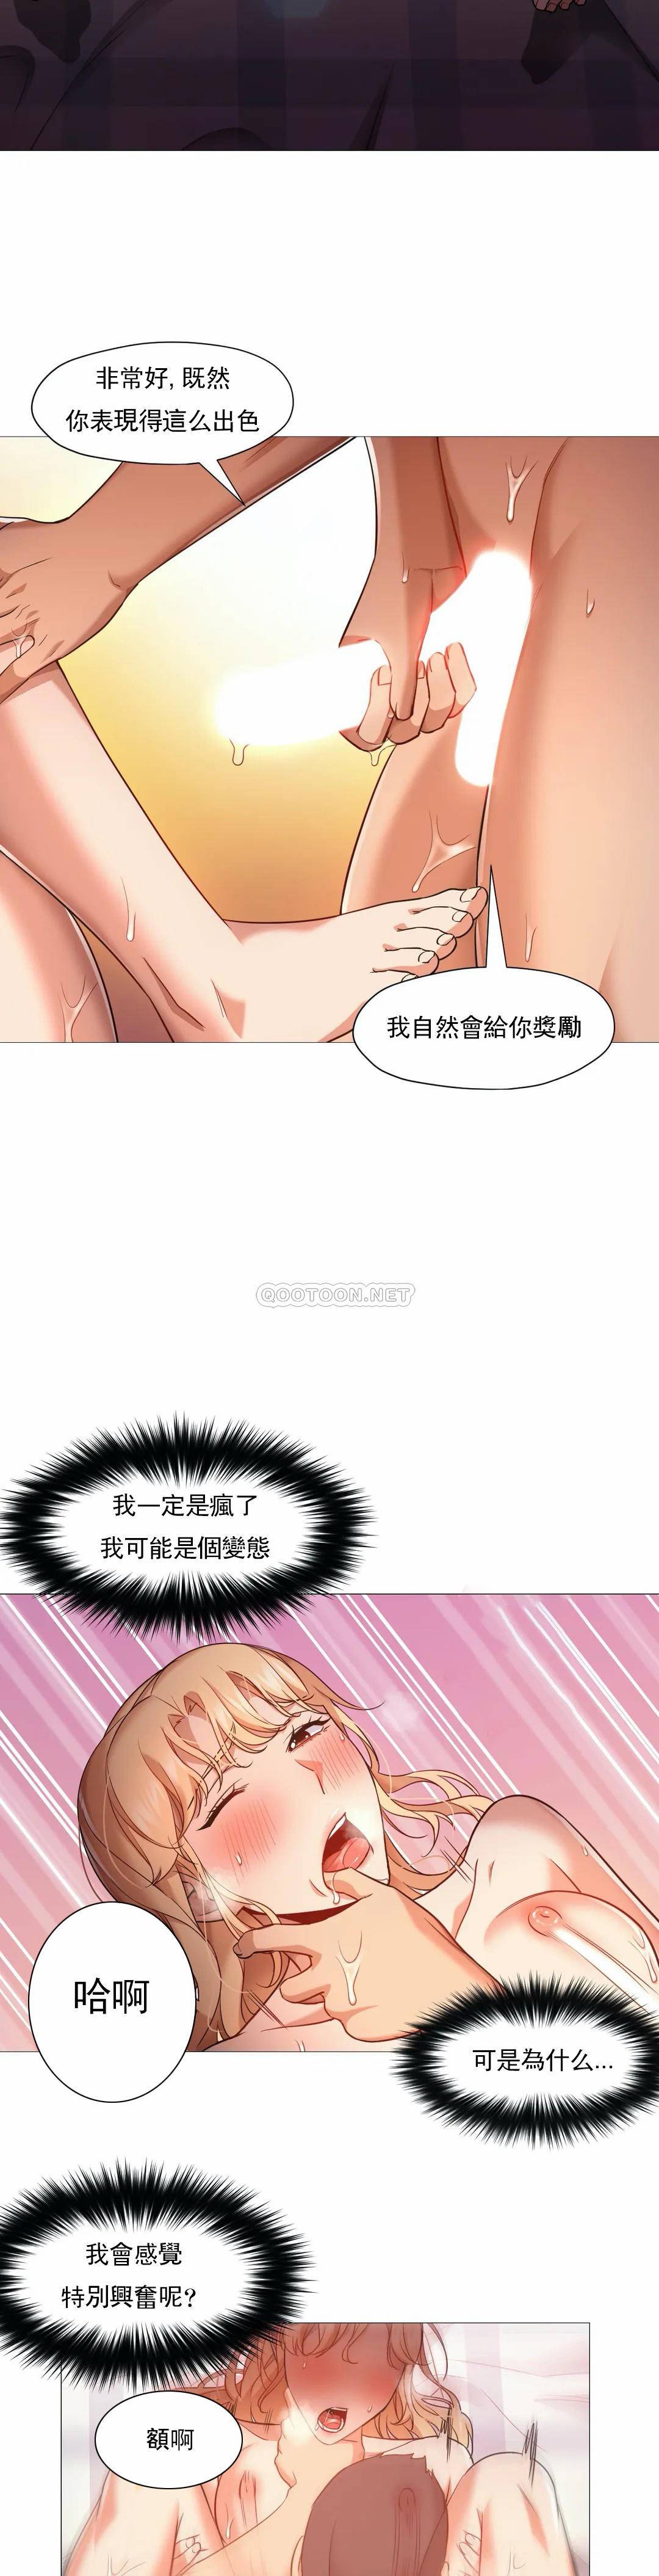 非常好,既然
你表現得這么出色
我自然會給你獎勵
QOOTOON.NET
我一定是瘋了
我可能是個變態
哈啊
可是為什么...
我會感覺
特別興奮呢?
額啊